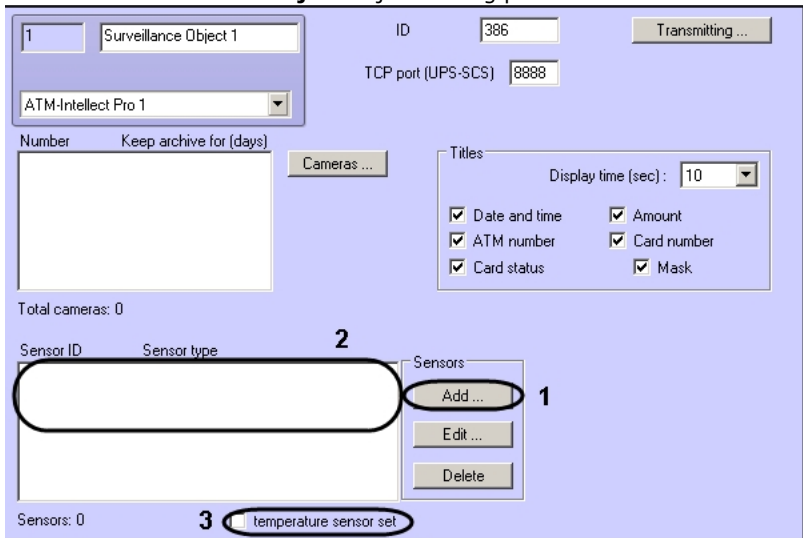 1
Surveillance Object 1
ID
386
Transmitting ...
TCP port (UPS-SCS)
8888
ATM-Intellect Pro 1
Number
Keep archive for (days)
Cameras ...
Titles
Display time (sec) :
10
Date and time
Amount
ATM number
Card number
Card status
Mask
Total cameras: 0
Sensor ID
Sensor type
2
Sensors
Add ...
1
Edit ...
Delete
Sensors: 0
3
temperature sensor set